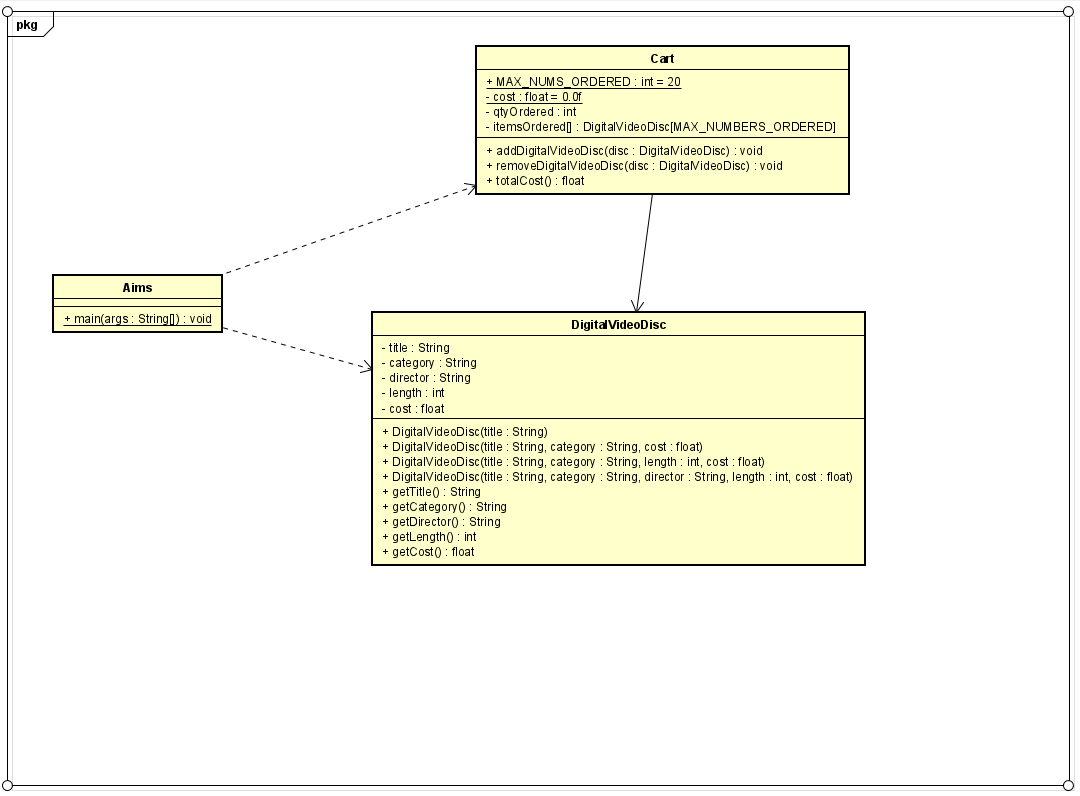 pkg
Cart
+ MAX_NUMS_ORDERED : int = 20
- cost : float = 0.0f
- qtyOrdered : int
- itemsOrdered[] : DigitalVideoDisc[MAX_NUMBERS_ORDERED]
+ addDigitalVideoDisc(disc : DigitalVideoDisc) : void
+ removeDigitalVideoDisc(disc : DigitalVideoDisc) : void
+ totalCost() : float
Aims
+ main(args : String[]) : void
DigitalVideoDisc
- title : String
- category : String
- director : String
- length : int
- cost : float
+ DigitalVideoDisc(title : String)
+ DigitalVideoDisc(title : String, category : String, cost : float)
+ DigitalVideoDisc(title : String, category : String, length : int, cost : float)
+ DigitalVideoDisc(title : String, category : String, director : String, length : int, cost : float)
+ getTitle() : String
+ getCategory() : String
+ getDirector() : String
+ getLength() : int
+ getCost() : float